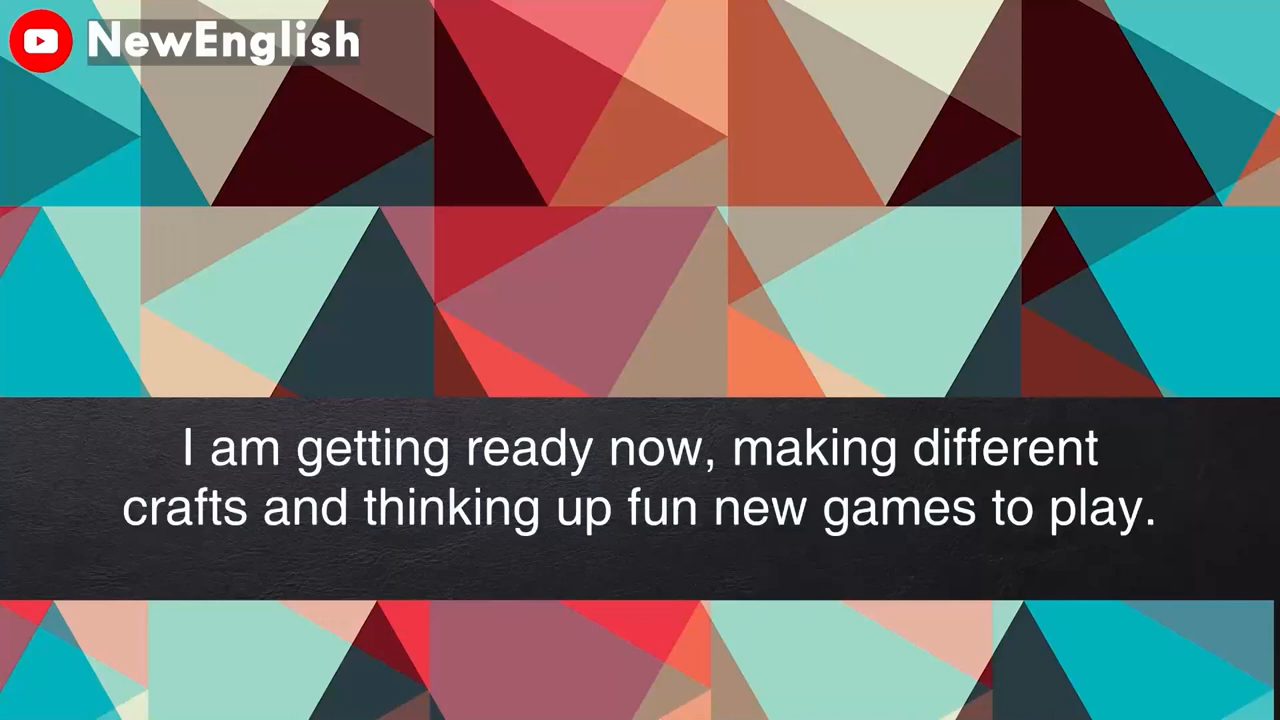 NewEnglish
I am getting ready now, making different
crafts and thinking up fun new games to play.